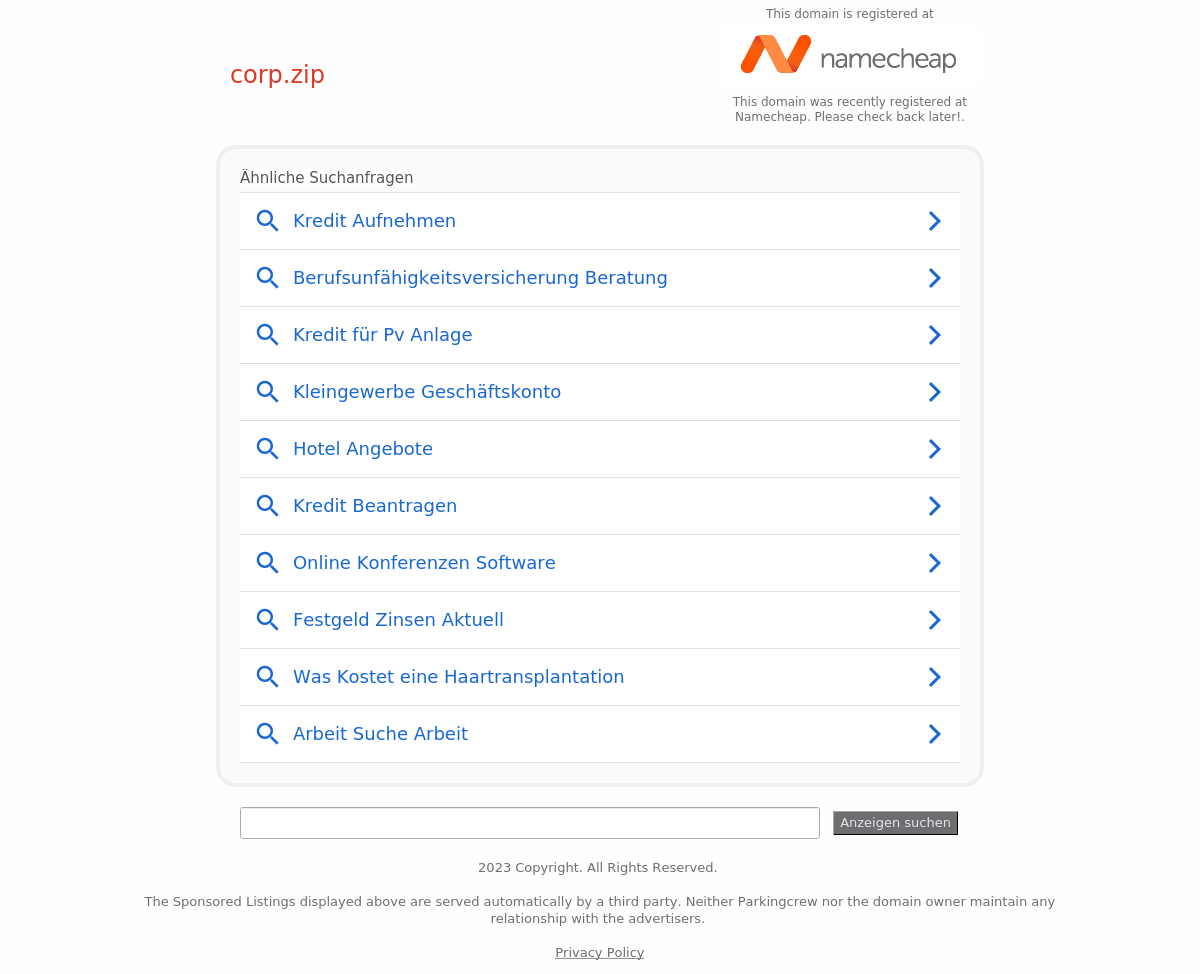 This domain is registered at
namecheap
corp.zip
This domain was recently registered at
Namecheap. Please check back later!.
Ähnliche Suchanfragen
Kredit Aufnehmen
Berufsunfähigkeitsversicherung Beratung
Kredit für Pv Anlage
Kleingewerbe Geschäftskonto
Hotel Angebote
Kredit Beantragen
Online Konferenzen Software
Festgeld Zinsen Aktuell
Was Kostet eine Haartransplantation
Arbeit Suche Arbeit
Anzeigen suchen
2023 Copyright. All Rights Reserved.
The Sponsored Listings displayed above are served automatically by a third party. Neither Parkingcrew nor the domain owner maintain any
relationship with the advertisers.
Privacy Policy